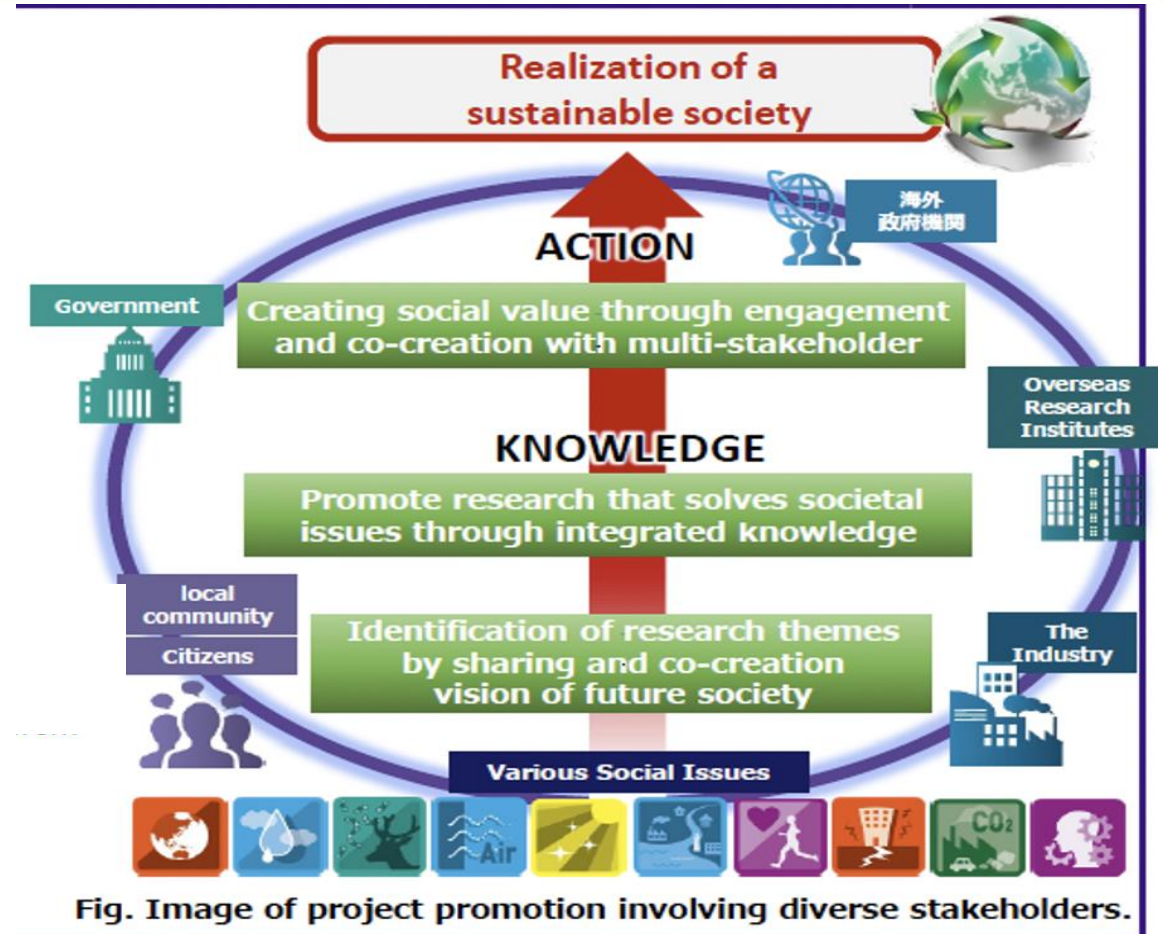 Realization of a
sustainable society
海外
政府機関
ACTION
Government
Creating social value through engagement
and co-creation with multi-stakeholder
Overseas
Research
Institutes
KNOWLEDGE
Promote research that solves societal
issues through integrated knowledge
local
community
Citizens
Identification of research themes
by sharing and co-creation
vision of future society
The
Industry
Various Social Issues
Air
CO₂
Fig. Image of project promotion involving diverse stakeholders.